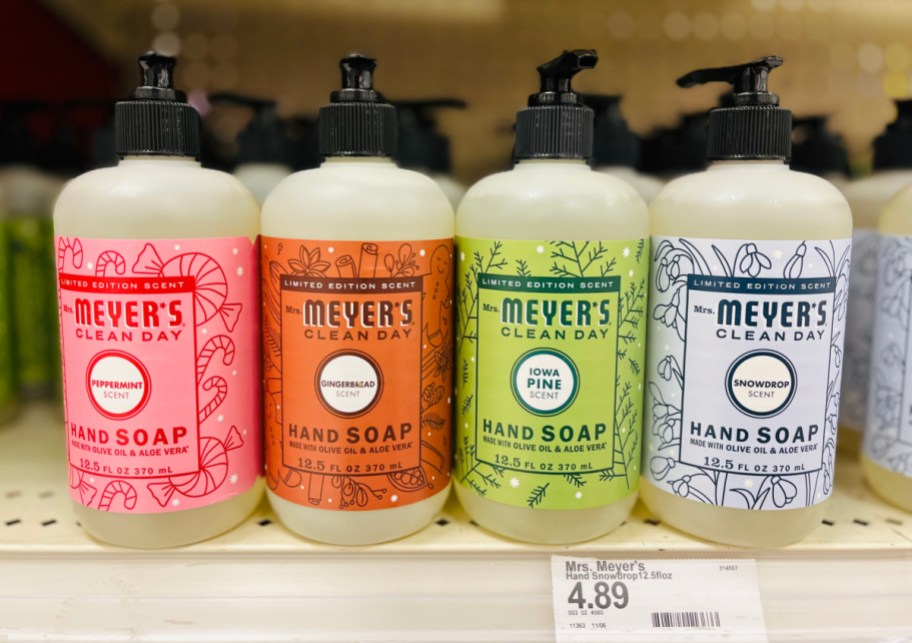 LIMITED EDITION SCENT
Mrs. MEYER'S
CLEAN DAY
PEPPERMINT
SCENT
HAND SOAP
MADE WITH OLIVE OIL & ALOE VERA*
12.5 FL OZ 370 mL
LIMITED EDITION SCENT
Mrs. MEYER'S
CLEAN DAY
GINGERBREAD
SCENT
HAND SOAP
MADE WITH OLIVE OIL & ALOE VERA*
12.5 FL OZ 370 mL
LIMITED EDITION SCENT
Mrs. MEYER'S
CLEAN DAY
IOWA
PINE
SCENT
HAND SOAP
MADE WITH OLIVE OIL & ALOE VERA*
12.5 FL OZ 370 mL
LIMITED EDITION SCENT
Mrs. MEYER'S
CLEAN DAY
SNOWDROP
SCENT
HAND SOAP
MADE WITH OLIVE OIL & ALOE VERA*
12.5 FL OZ 370 mL
Mrs. Meyer's
Hand Snowdrop12.5floz
4.89
11363 11/06